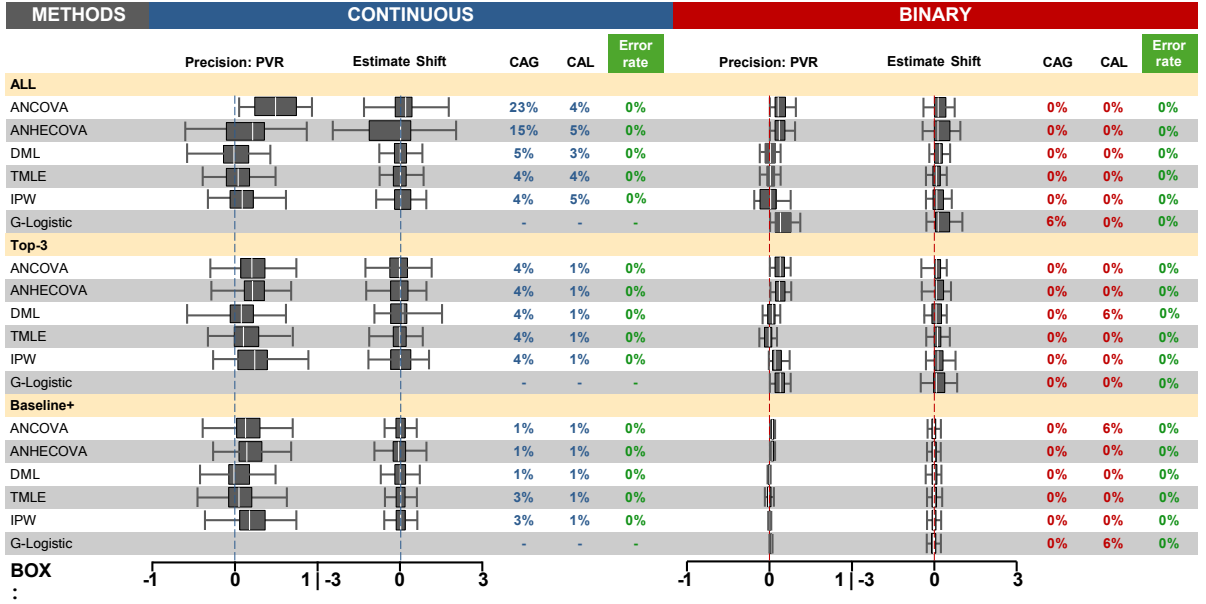 METHODS CONTINUOUS BINARY
Precision: PVR Estimate Shift CAG CAL Error rate Precision: PVR Estimate Shift CAG CAL Error rate
ALL
ANCOVA 23% 4% 0% 0% 0% 0%
ANHECOVA 15% 5% 0% 0% 0% 0%
DML 5% 3% 0% 0% 0% 0%
TMLE 4% 4% 0% 0% 0% 0%
IPW 4% 5% 0% 0% 0% 0%
G-Logistic - - - 6% 0% 0%
Top-3
ANCOVA 4% 1% 0% 0% 0% 0%
ANHECOVA 4% 1% 0% 0% 0% 0%
DML 4% 1% 0% 0% 6% 0%
TMLE 4% 1% 0% 0% 0% 0%
IPW 4% 1% 0% 0% 0% 0%
G-Logistic - - - 0% 0% 0%
Baseline+
ANCOVA 1% 1% 0% 0% 6% 0%
ANHECOVA 1% 1% 0% 0% 0% 0%
DML 1% 1% 0% 0% 0% 0%
TMLE 3% 1% 0% 0% 0% 0%
IPW 3% 1% 0% 0% 0% 0%
G-Logistic - - - 0% 6% 0%
BOX
:
-1 0 1 | -3 0 3 -1 0 1 | -3 0 3